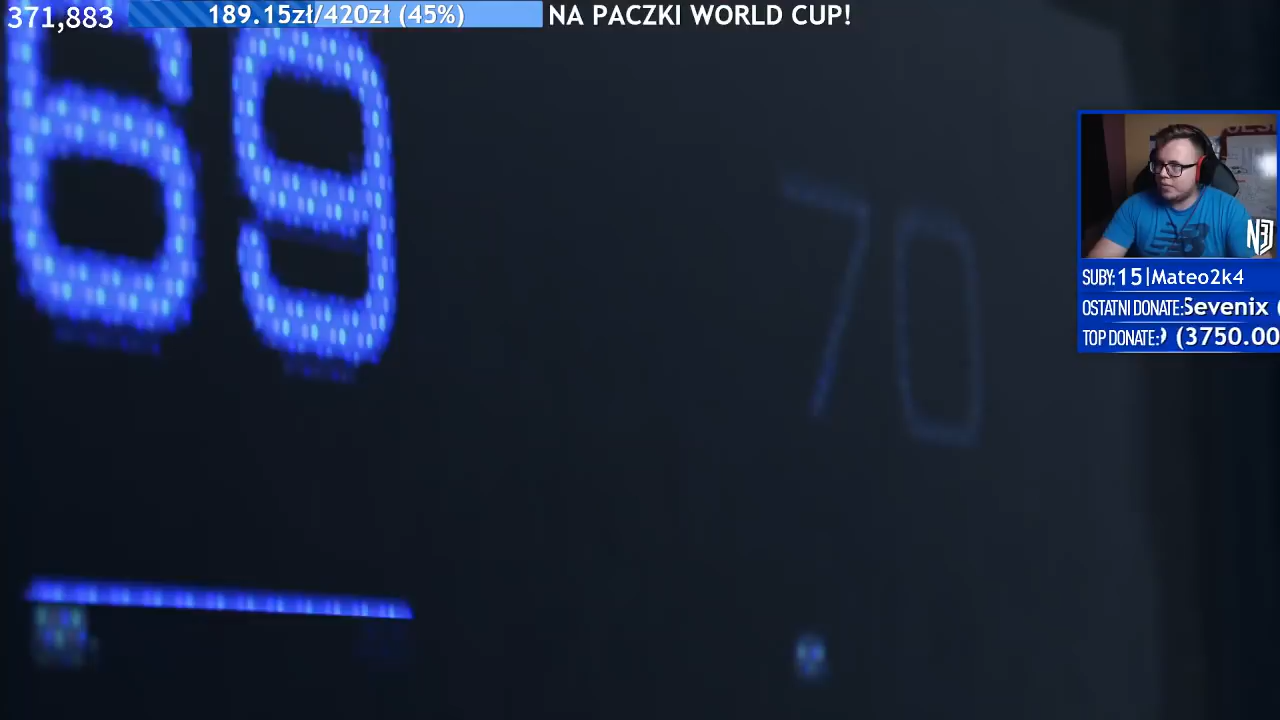 371,883
189.15zł/420zł (45%)
NA PACZKI WORLD CUP!
69
70
N3J
SUBY:15|Mateo2k4
OSTATNI DONATE:Sevenix (
TOP DONATE: (3750.00